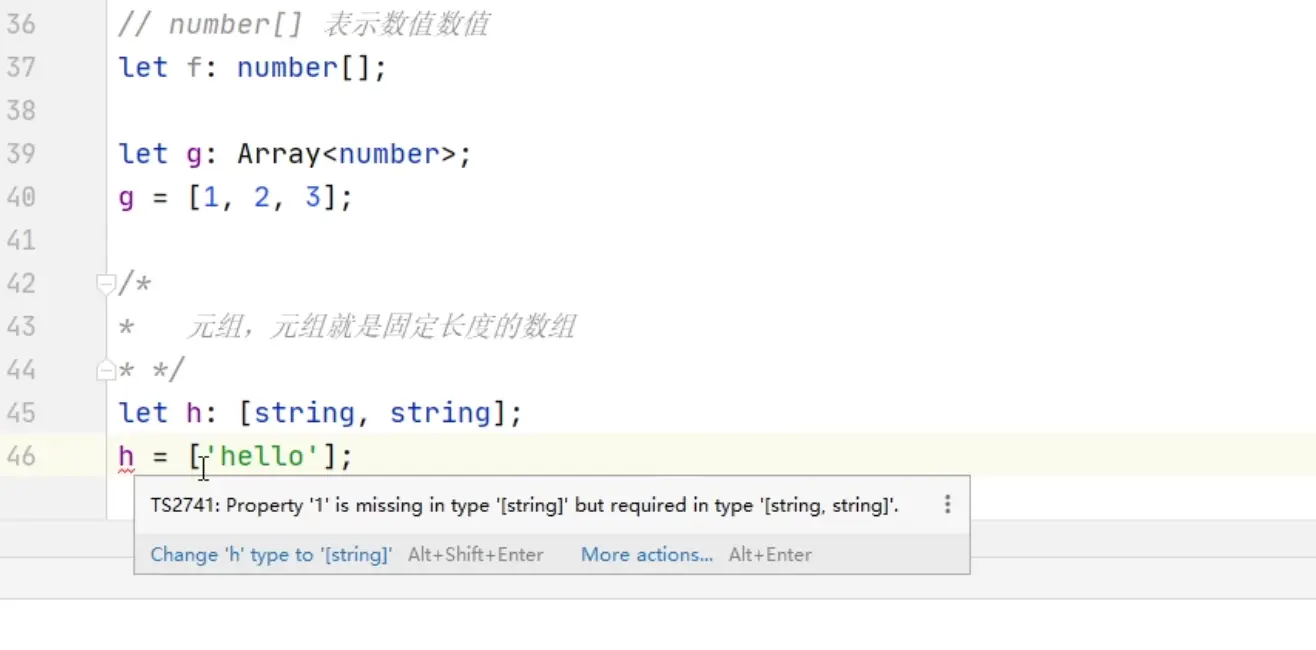 36 // number[] 表示数值数值
37 let f: number[];
38
39 let g: Array<number>;
40 g = [1, 2, 3];
41
42 /*
43 * 元组，元组就是固定长度的数组
44 * */
45 let h: [string, string];
46 h = ['hello'];
TS2741: Property '1' is missing in type '[string]' but required in type '[string, string]'.
Change 'h' type to '[string]' Alt+Shift+Enter More actions... Alt+Enter